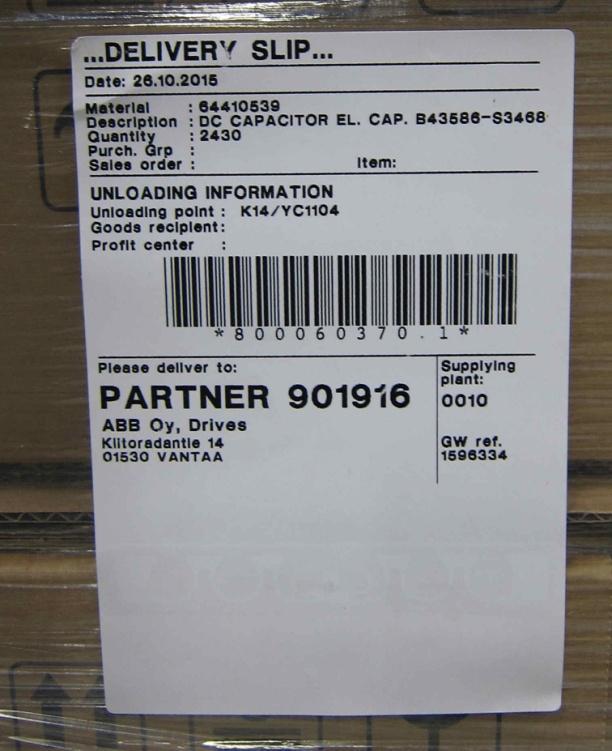 ...DELIVERY SLIP...
Date: 26.10.2015
Material : 64410539
Description : DC CAPACITOR EL. CAP. B43586-S3468
Quantity : 2430
Purch. Grp :
Sales order : Item:
UNLOADING INFORMATION
Unloading point : K14/YC1104
Goods recipient:
Profit center :
*800060370.1*
Please deliver to:
PARTNER 901916
ABB Oy, Drives
Kiitoradantie 14
01530 VANTAA
Supplying
plant:
0010
GW ref.
1596334